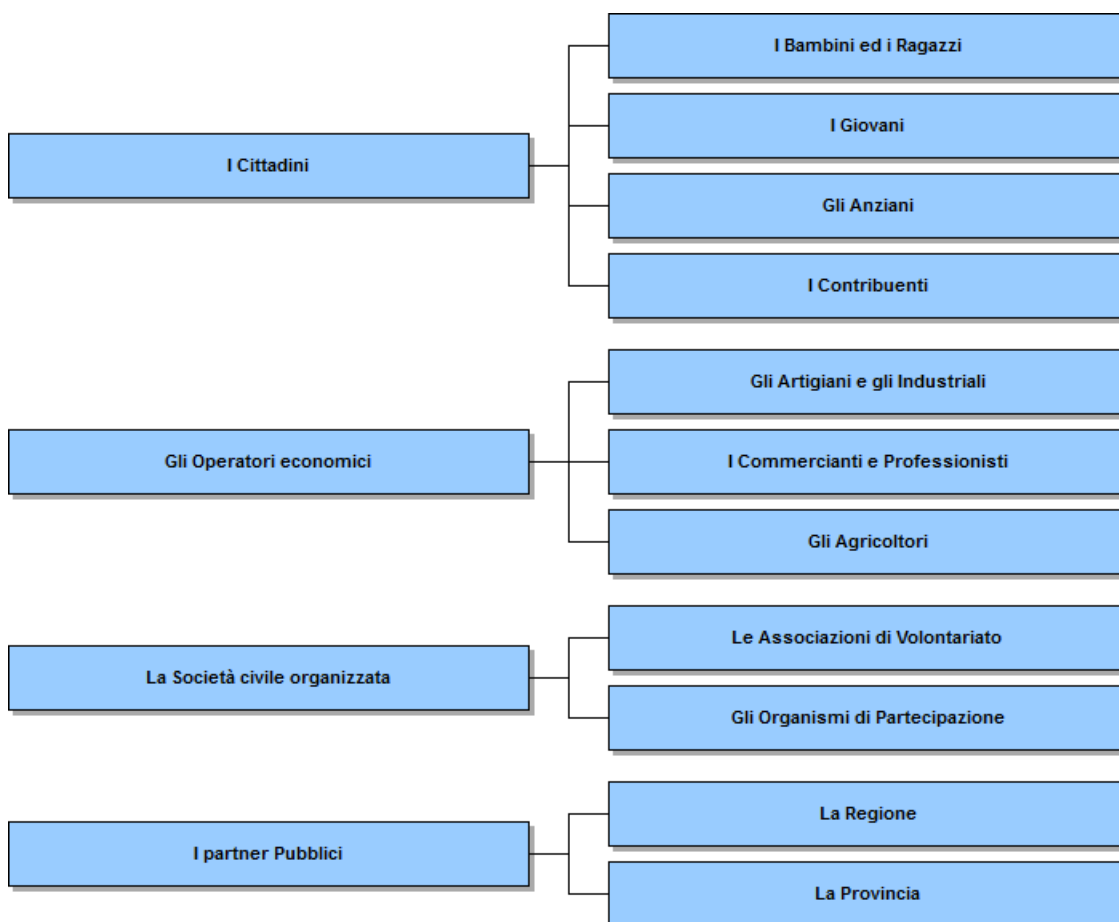 I Cittadini
I Bambini ed i Ragazzi
I Giovani
Gli Anziani
I Contribuenti
Gli Operatori economici
Gli Artigiani e gli Industriali
I Commercianti e Professionisti
Gli Agricoltori
La Società civile organizzata
Le Associazioni di Volontariato
Gli Organismi di Partecipazione
I partner Pubblici
La Regione
La Provincia